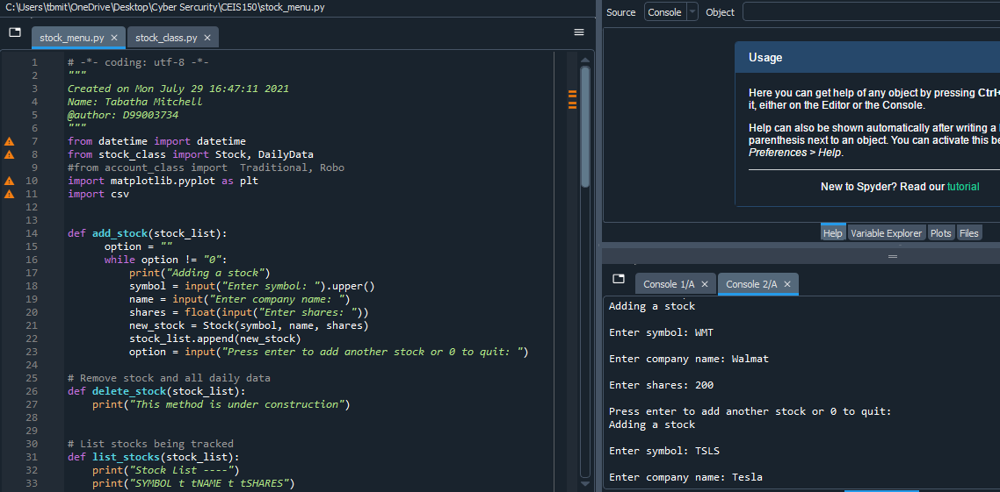 C:\Users\tbmit\OneDrive\Desktop\Cyber Sercurity\CEIS150\stock_menu.py
stock_menu.py
stock_class.py
1 # -*- coding: utf-8 -*-
2 """
3 Created on Mon July 29 16:47:11 2021
4 Name: Tabatha Mitchell
5 @author: D99003734
6 """
7 from datetime import datetime
8 from stock_class import Stock, DailyData
9 #from account_class import  Traditional, Robo
10 import matplotlib.pyplot as plt
11 import csv
12
13
14 def add_stock(stock_list):
15 option = ""
16 while option != "0":
17 print("Adding a stock")
18 symbol = input("Enter symbol: ").upper()
19 name = input("Enter company name: ")
20 shares = float(input("Enter shares: "))
21 new_stock = Stock(symbol, name, shares)
22 stock_list.append(new_stock)
23 option = input("Press enter to add another stock or 0 to quit: ")
24
25 # Remove stock and all daily data
26 def delete_stock(stock_list):
27 print("This method is under construction")
28
29
30 # List stocks being tracked
31 def list_stocks(stock_list):
32 print("Stock List ----")
33 print("SYMBOL t tNAME t tSHARES")
Source Console Object
Usage
Here you can get help of any object by pressing Ctrl+
it, either on the Editor or the Console.
Help can also be shown automatically after writing a
parenthesis next to an object. You can activate this be
Preferences > Help.
New to Spyder? Read our tutorial
Help Variable Explorer Plots Files
Console 1/A Console 2/A
Adding a stock
Enter symbol: WMT
Enter company name: Walmat
Enter shares: 200
Press enter to add another stock or 0 to quit:
Adding a stock
Enter symbol: TSLS
Enter company name: Tesla